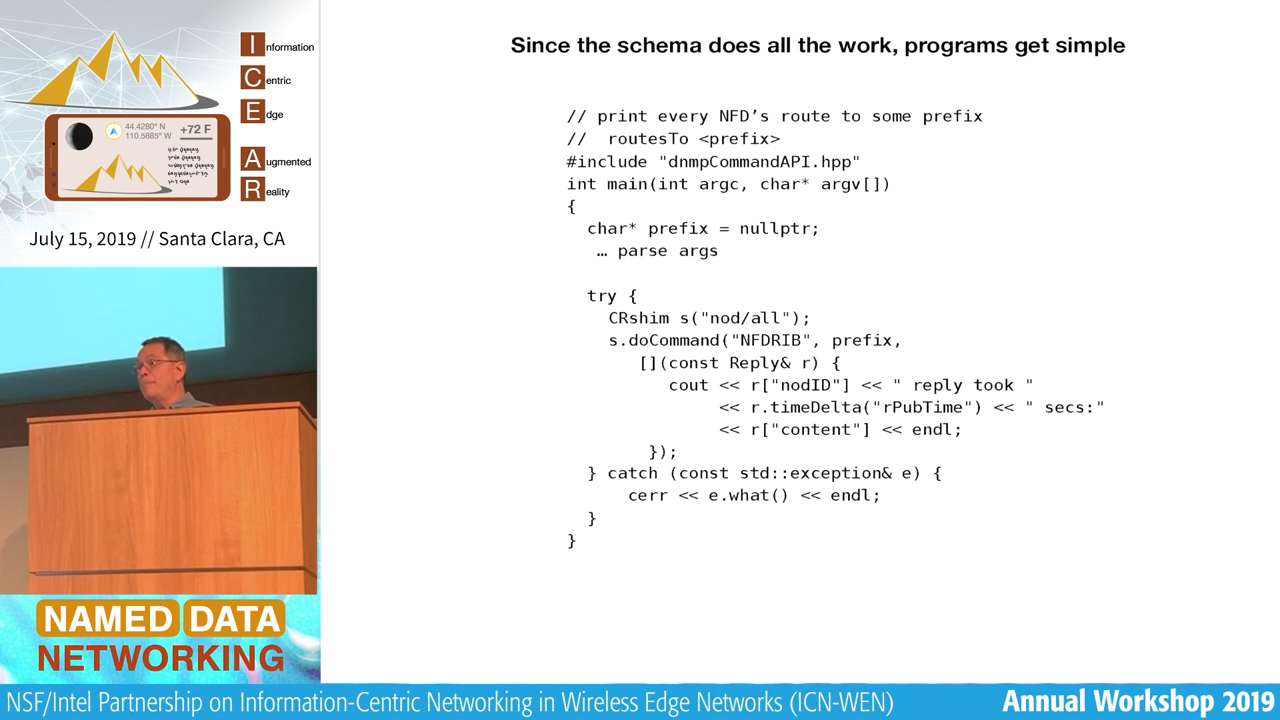 Information
Centric
Edge
Augmented
Reality
44.4280° N
110.5885° W
+72 F
July 15, 2019 // Santa Clara, CA
NAMED DATA
NETWORKING
Since the schema does all the work, programs get simple
// print every NFD’s route to some prefix
//  routesTo <prefix>
#include "dnmpCommandAPI.hpp"
int main(int argc, char* argv[])
{
  char* prefix = nullptr;
   … parse args
  try {
    CRshim s("nod/all");
    s.doCommand("NFDRIB", prefix,
       [](const Reply& r) {
          cout << r["nodID"] << " reply took "
               << r.timeDelta("rPubTime") << " secs:"
               << r["content"] << endl;
        });
  } catch (const std::exception& e) {
      cerr << e.what() << endl;
  }
}
NSF/Intel Partnership on Information-Centric Networking in Wireless Edge Networks (ICN-WEN)
Annual Workshop 2019